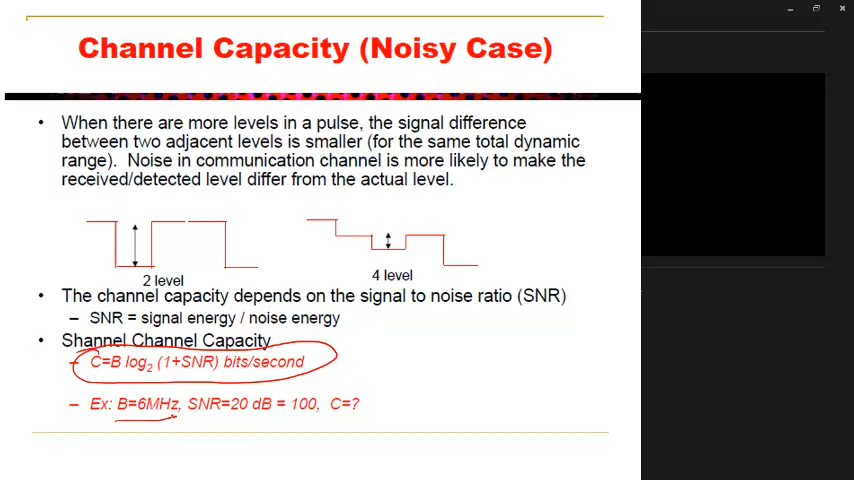 Channel Capacity (Noisy Case)
• When there are more levels in a pulse, the signal difference
between two adjacent levels is smaller (for the same total dynamic
range). Noise in communication channel is more likely to make the
received/detected level differ from the actual level.
2 level
4 level
• The channel capacity depends on the signal to noise ratio (SNR)
– SNR = signal energy / noise energy
• Shannel Channel Capacity
– C=B log₂ (1+SNR) bits/second
– Ex: B=6MHz, SNR=20 dB = 100, C=?